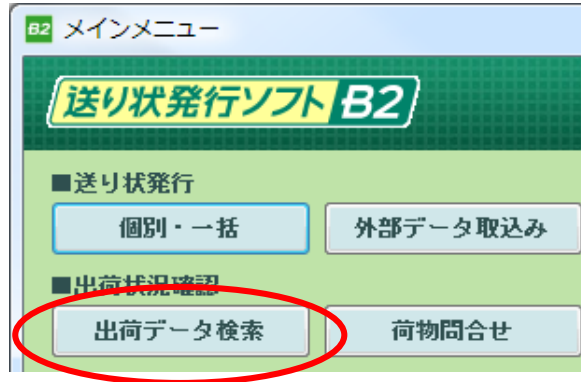 B2 メインメニュー
送り状発行ソフト B2
■送り状発行
個別・一括 外部データ取込み
■出荷状況確認
出荷データ検索 荷物問合せ